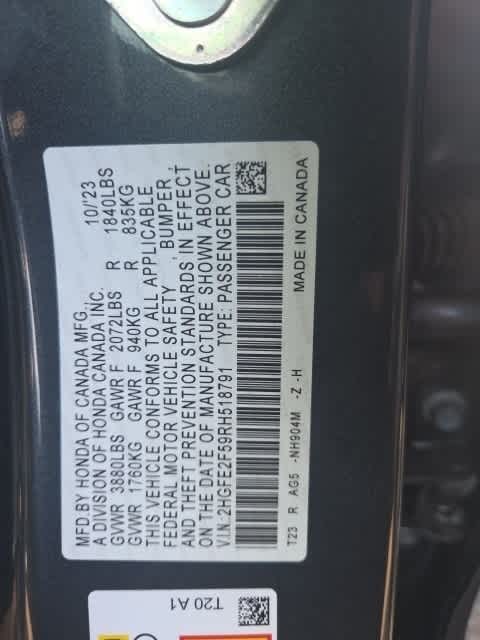 MFD BY HONDA OF CANADA MFG., 10/'23
A DIVISION OF HONDA CANADA INC.
GVWR 3880LBS GAWR F 2072LBS R 1840LBS
GVWR 1760KG GAWR F 940KG R 835KG
THIS VEHICLE CONFORMS TO ALL APPLICABLE
FEDERAL MOTOR VEHICLE SAFETY , BUMPER ,
AND THEFT PREVENTION STANDARDS IN EFFECT
ON THE DATE OF MANUFACTURE SHOWN ABOVE.
V.I.N: 2HGFE2F59RH518791 TYPE: PASSENGER CAR
T23 R AG5 -NH904M -Z -H MADE IN CANADA
T20 A1